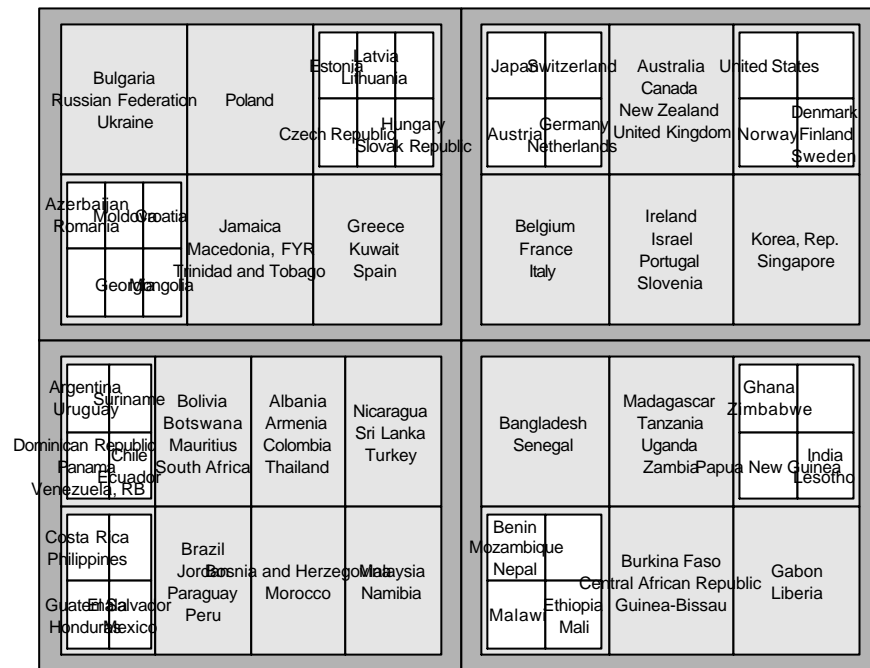 Bulgaria
Russian Federation
Ukraine
Poland
Estonia
Latvia
Lithuania
Czech Republic
Hungary
Slovak Republic
Azerbaijan
Romania
Moldova
Croatia
Georgia
Mongolia
Jamaica
Macedonia, FYR
Trinidad and Tobago
Greece
Kuwait
Spain
Japan
Switzerland
Austria
Germany
Netherlands
Australia
Canada
New Zealand
United Kingdom
United States
Norway
Denmark
Finland
Sweden
Belgium
France
Italy
Ireland
Israel
Portugal
Slovenia
Korea, Rep.
Singapore
Argentina
Uruguay
Suriname
Dominican Republic
Panama
Venezuela, RB
Chile
Ecuador
Bolivia
Botswana
Mauritius
South Africa
Albania
Armenia
Colombia
Thailand
Nicaragua
Sri Lanka
Turkey
Costa Rica
Philippines
Guatemala
Honduras
El Salvador
Mexico
Brazil
Jordan
Paraguay
Peru
Bosnia and Herzegovina
Morocco
Malaysia
Namibia
Bangladesh
Senegal
Madagascar
Tanzania
Uganda
Zambia
Ghana
Zimbabwe
Papua New Guinea
India
Lesotho
Benin
Mozambique
Nepal
Malawi
Ethiopia
Mali
Burkina Faso
Central African Republic
Guinea-Bissau
Gabon
Liberia